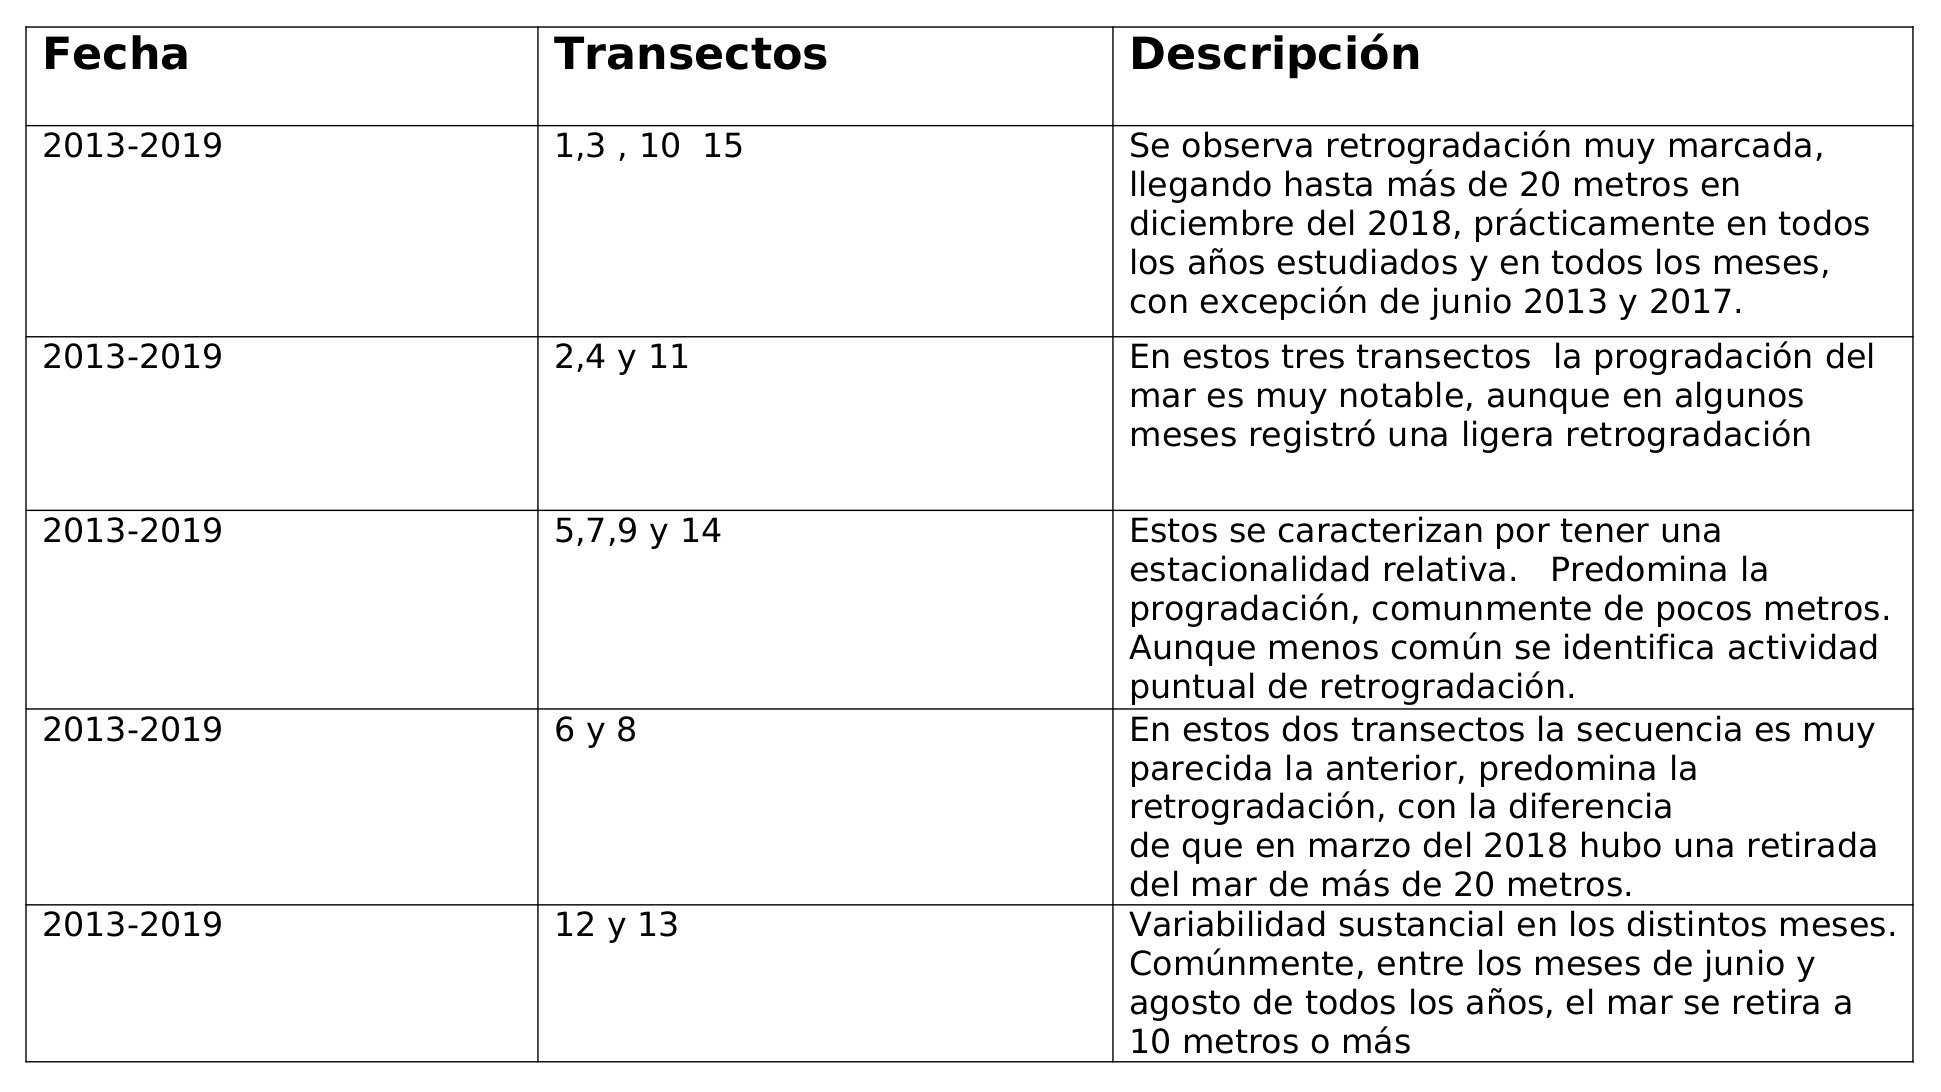 Fecha
Transectos
Descripción
2013-2019
1,3 , 10  15
Se observa retrogradación muy marcada,
llegando hasta más de 20 metros en
diciembre del 2018, prácticamente en todos
los años estudiados y en todos los meses,
con excepción de junio 2013 y 2017.
2013-2019
2,4 y 11
En estos tres transectos  la progradación del
mar es muy notable, aunque en algunos
meses registró una ligera retrogradación
2013-2019
5,7,9 y 14
Estos se caracterizan por tener una
estacionalidad relativa.   Predomina la
progradación, comunmente de pocos metros.
Aunque menos común se identifica actividad
puntual de retrogradación.
2013-2019
6 y 8
En estos dos transectos la secuencia es muy
parecida la anterior, predomina la
retrogradación, con la diferencia
de que en marzo del 2018 hubo una retirada
del mar de más de 20 metros.
2013-2019
12 y 13
Variabilidad sustancial en los distintos meses.
Comúnmente, entre los meses de junio y
agosto de todos los años, el mar se retira a
10 metros o más